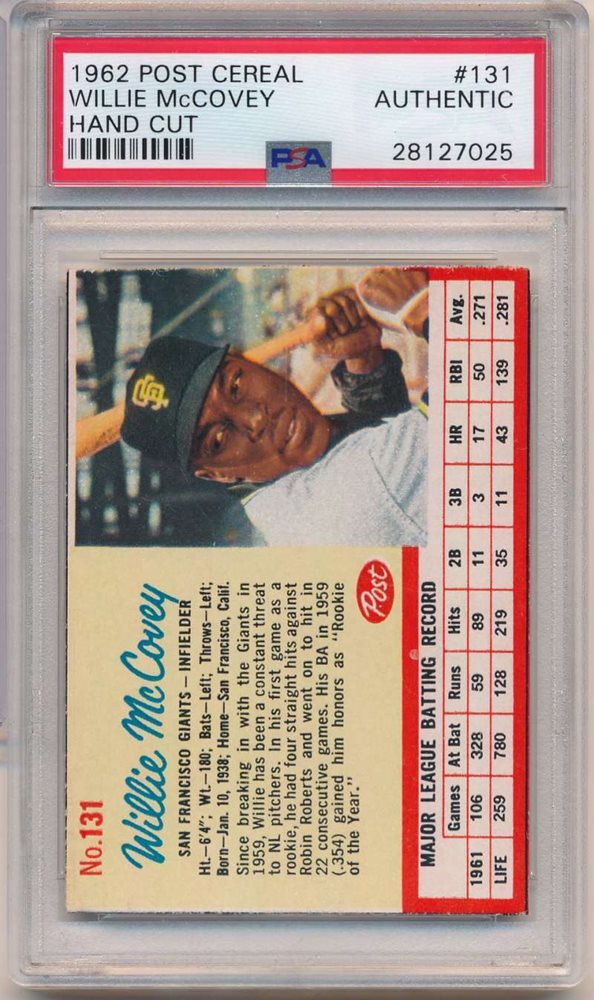 1962 POST CEREAL #131
WILLIE McCOVEY AUTHENTIC
HAND CUT
PSA 28127025
No.131
Willie McCovey
SAN FRANCISCO GIANTS — INFIELDER
Ht.—6'4"; Wt.—180; Bats—Left; Throws—Left;
Born—Jan. 10, 1938; Home—San Francisco, Calif.
Since breaking in with the Giants in
1959, Willie has been a constant threat
to NL pitchers. In his first game as a
rookie, he had four straight hits against
Robin Roberts and went on to hit in
22 consecutive games. His BA in 1959
(.354) gained him honors as "Rookie
of the Year."
Post
SF
MAJOR LEAGUE BATTING RECORD
Games At Bat Runs Hits 2B 3B HR RBI Avg.
1961 106 328 59 89 11 3 17 50 .271
LIFE 259 780 128 219 35 11 43 139 .281